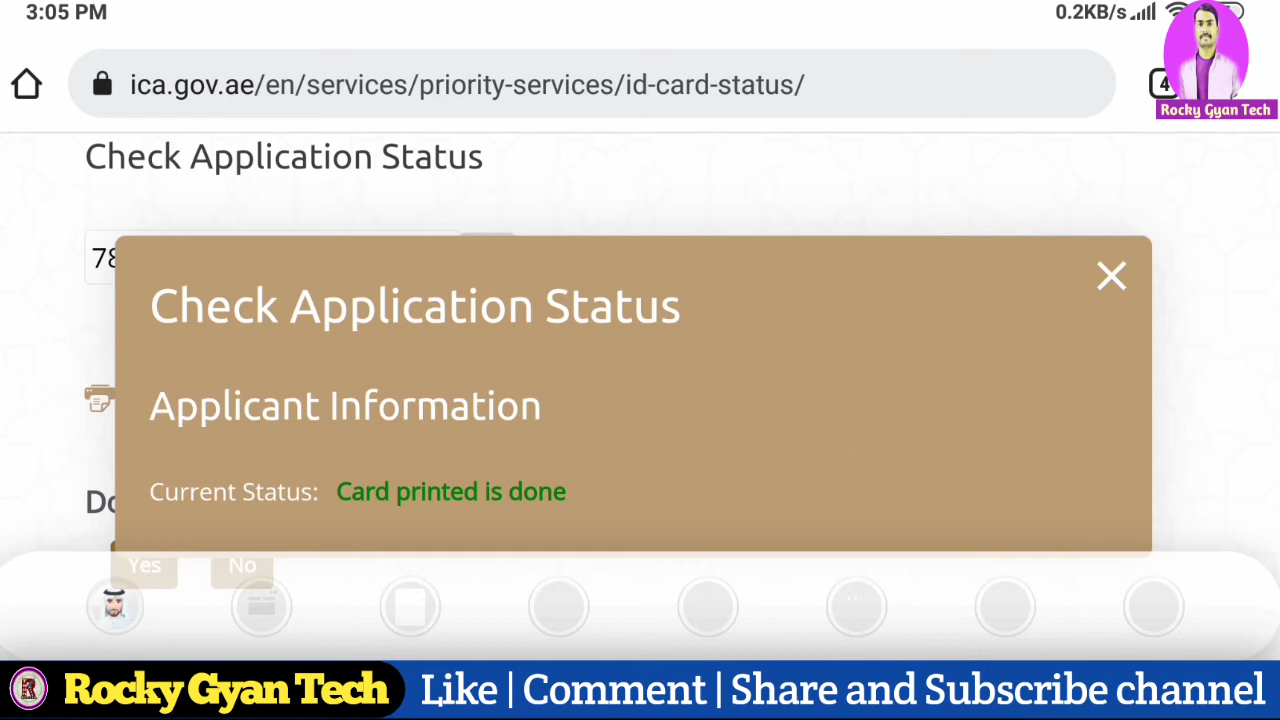 3:05 PM
0.2KB/s
ica.gov.ae/en/services/priority-services/id-card-status/
4
Rocky Gyan Tech
Check Application Status
78
Check Application Status
Applicant Information
Current Status: Card printed is done
Do
Yes No
R Rocky Gyan Tech Like | Comment | Share and Subscribe channel